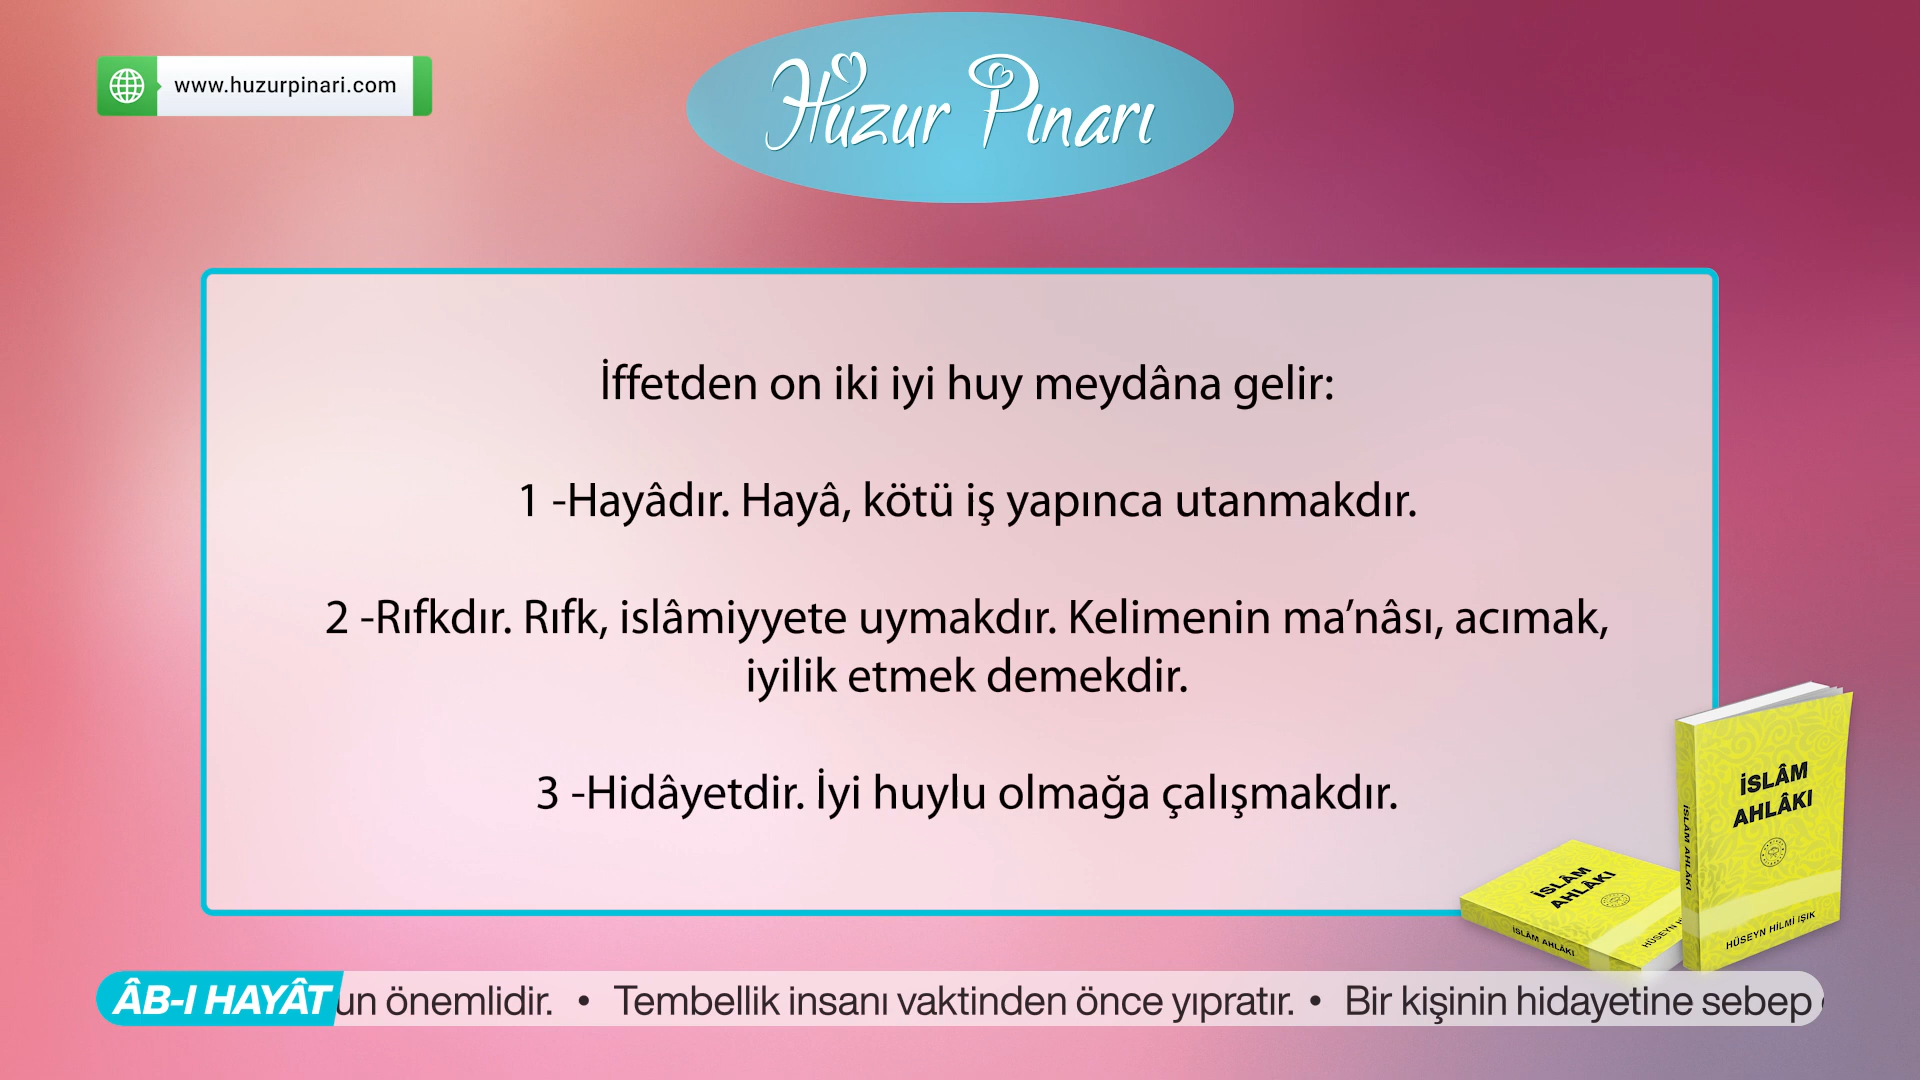 www.huzurpinari.com
Huzur Pınarı
İffetden on iki iyi huy meydâna gelir:
1 -Hayâdır. Hayâ, kötü iş yapınca utanmakdır.
2 -Rıfkdır. Rıfk, islâmiyyete uymakdır. Kelimenin ma’nâsı, acımak,
iyilik etmek demekdir.
3 -Hidâyetdir. İyi huylu olmağa çalışmakdır.
İSLÂM
AHLÂKI
İSLÂM AHLÂKI
HÜSEYN HİLMİ IŞIK
İSLÂM
AHLÂKI
İSLÂM AHLÂKI
HÜSEYN
ÂB-I HAYÂT
önemlidir. • Tembellik insanı vaktinden önce yıpratır. • Bir kişinin hidayetine sebep